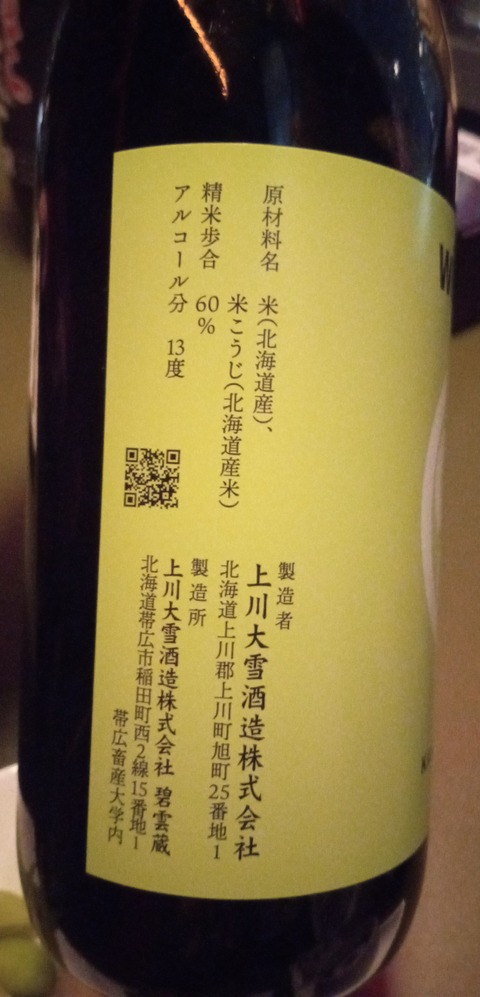 原材料名 米(北海道産)、
米こうじ(北海道産米)
精米歩合 60%
アルコール分 13度
製造者
上川大雪酒造株式会社
北海道上川郡上川町旭町25番地1
製造所
上川大雪酒造株式会社 碧雲蔵
北海道帯広市稲田町西2線15番地1
帯広畜産大学内
W